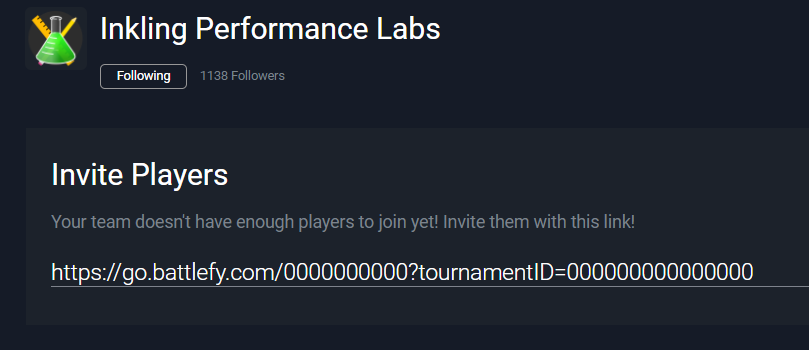 Inkling Performance Labs
Following 1138 Followers
Invite Players
Your team doesn't have enough players to join yet! Invite them with this link!
https://go.battlefy.com/0000000000?tournamentID=000000000000000